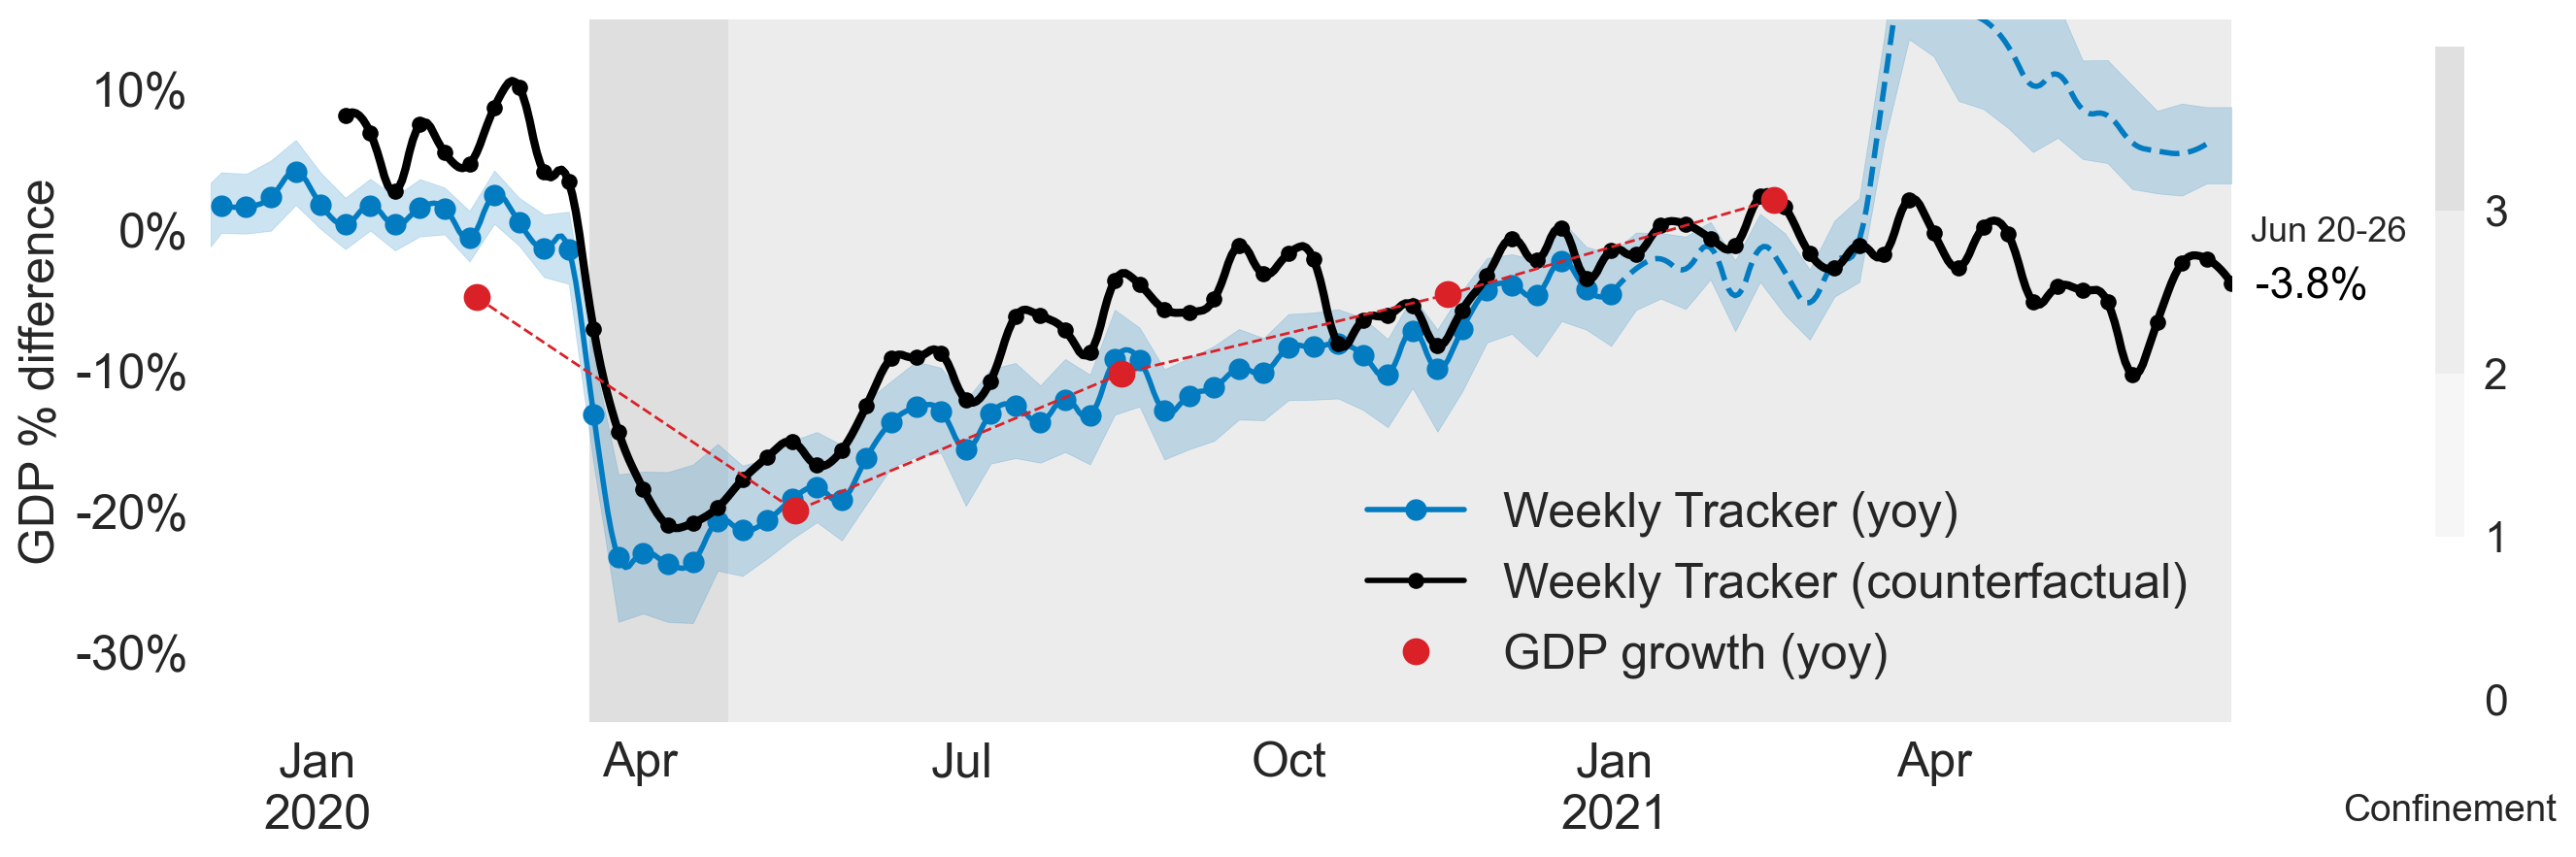 GDP % difference
10%
0%
-10%
-20%
-30%
Jan
2020
Apr
Jul
Oct
Jan
2021
Apr
Weekly Tracker (yoy)
Weekly Tracker (counterfactual)
GDP growth (yoy)
Jun 20-26
-3.8%
3
2
1
0
Confinement